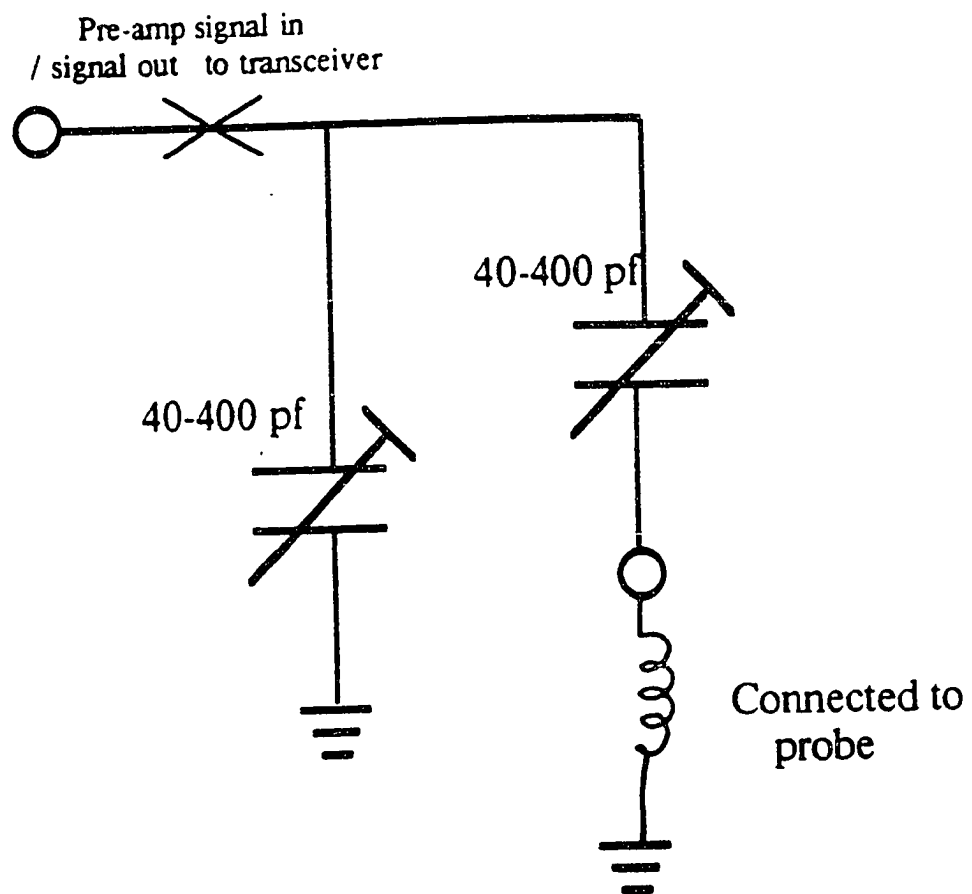 Pre-amp signal in
/ signal out to transceiver
40-400 pf
40-400 pf
Connected to
probe